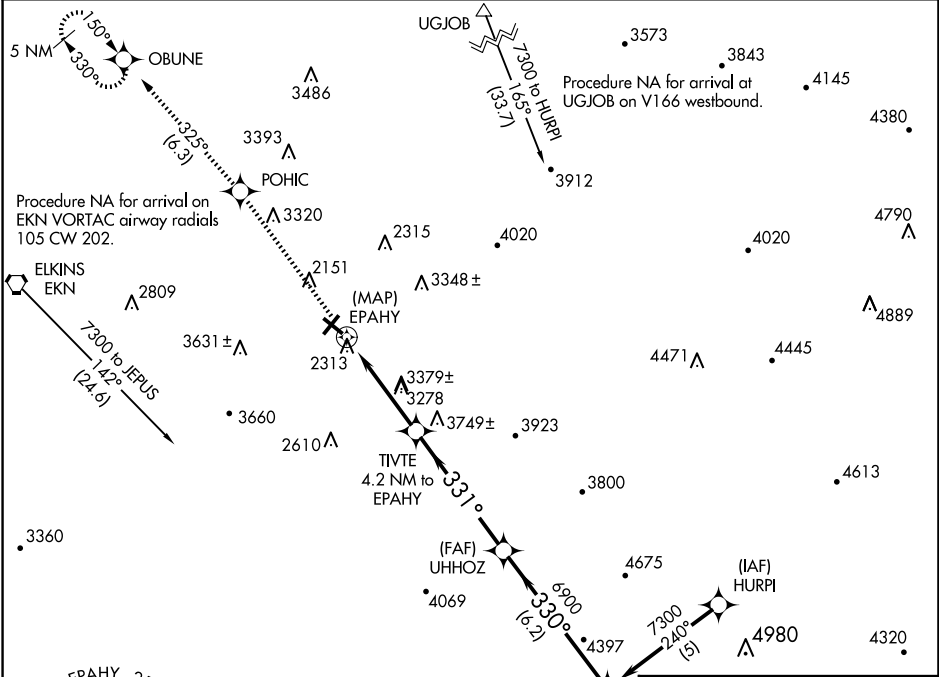 150°
5 NM
330°
OBUNE
UGJOB
7300 to HURPI
165°
(33.7)
3573
3843
Procedure NA for arrival at
UGJOB on V166 westbound.
4145
4380
3486
325°
(6.3)
3393
POHIC
3912
Procedure NA for arrival on
EKN VORTAC airway radials
105 CW 202.
3320
2315
4020
4020
4790
ELKINS
EKN
2809
2151
3348±
(MAP)
EPAHY
4889
7300 to JEPUS
142°
(24.6)
3631±
2313
4471
4445
3379±
3278
3660
3749±
3923
2610
TIVTE
4.2 NM to
EPAHY
331°
3800
4613
3360
(FAF)
UHHOZ
4675
(IAF)
HURPI
4069
6900
330°
(6.2)
7300
240°
(5)
4397
4980
4320
EPAHY